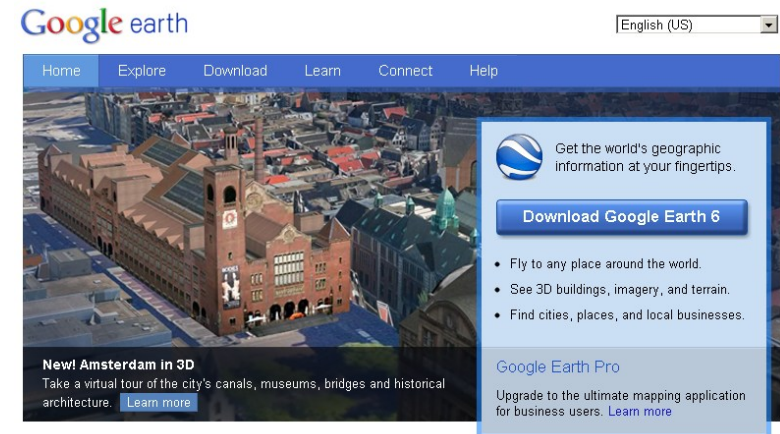 Google earth
English (US)
Home Explore Download Learn Connect Help
Get the world's geographic
information at your fingertips.
Download Google Earth 6
• Fly to any place around the world.
• See 3D buildings, imagery, and terrain.
• Find cities, places, and local businesses.
New! Amsterdam in 3D
Take a virtual tour of the city's canals, museums, bridges and historical
architecture. Learn more
Google Earth Pro
Upgrade to the ultimate mapping application
for business users. Learn more